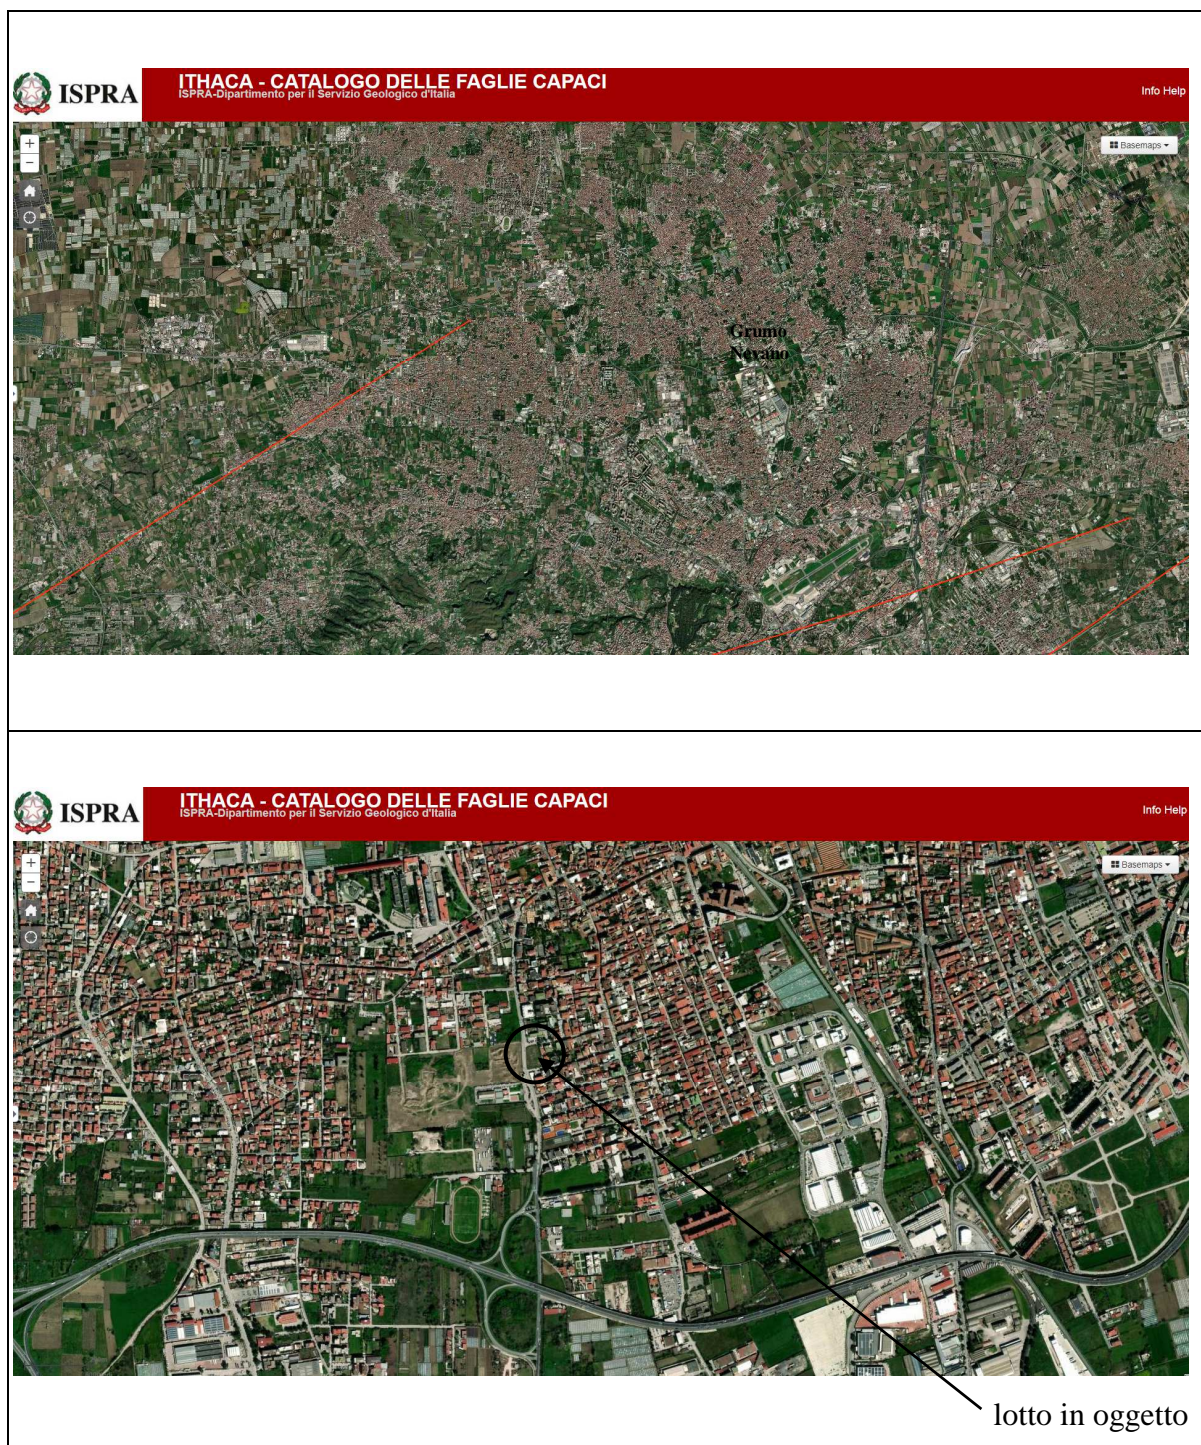 ISPRA
ITHACA - CATALOGO DELLE FAGLIE CAPACI
ISPRA-Dipartimento per il Servizio Geologico d'Italia
Info Help
+
Basemaps
−
Grumo
Nevano
ISPRA
ITHACA - CATALOGO DELLE FAGLIE CAPACI
ISPRA-Dipartimento per il Servizio Geologico d'Italia
Info Help
+
Basemaps
−
lotto in oggetto